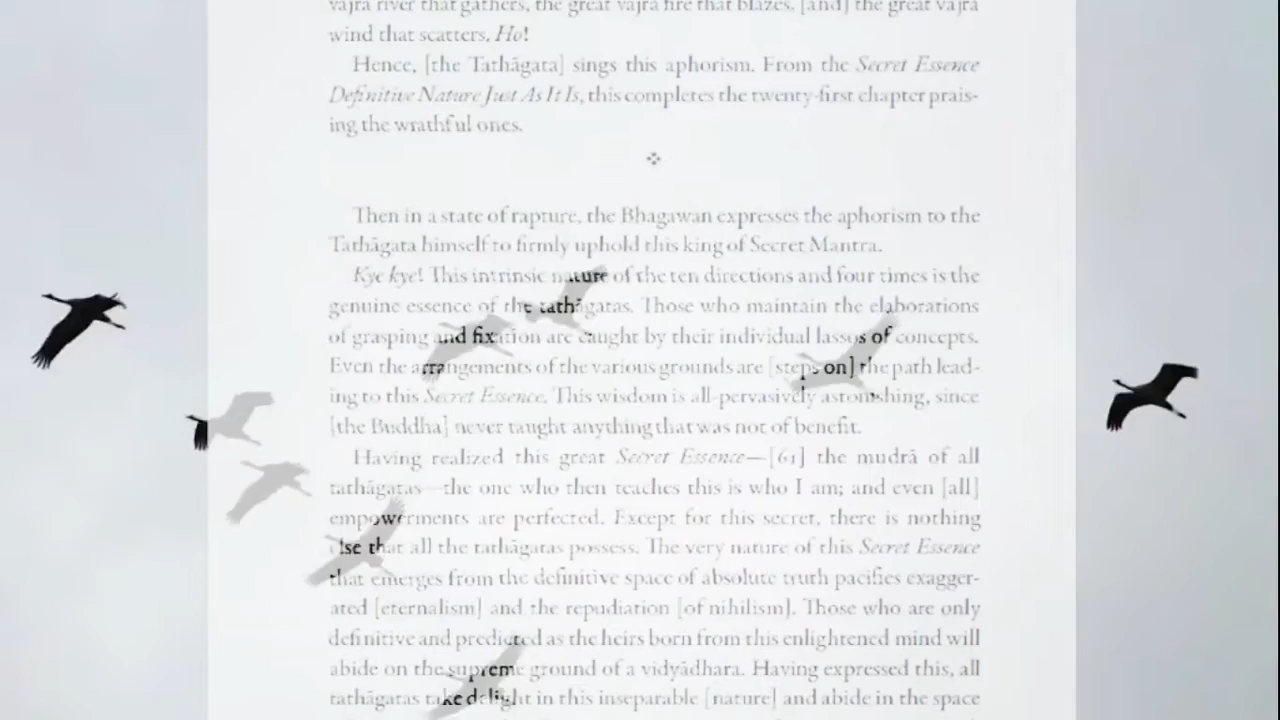 vajra river that gathers, the great vajra fire that blazes, [and] the great vajra
wind that scatters, Ho!
Hence, [the Tathāgata] sings this aphorism. From the Secret Essence
Definitive Nature Just As It Is, this completes the twenty-first chapter prais-
ing the wrathful ones.
Then in a state of rapture, the Bhagawan expresses the aphorism to the
Tathāgata himself to firmly uphold this king of Secret Mantra.
Kye kye! This intrinsic nature of the ten directions and four times is the
genuine essence of the tathāgatas. Those who maintain the elaborations
of grasping and fixation are caught by their individual lassos of concepts.
Even the arrangements of the various grounds are [steps on] the path lead-
ing to this Secret Essence. This wisdom is all-pervasively astonishing, since
[the Buddha] never taught anything that was not of benefit.
Having realized this great Secret Essence—[61] the mudrā of all
tathāgatas—the one who then teaches this is who I am; and even [all]
empowerments are perfected. Except for this secret, there is nothing
else that all the tathāgatas possess. The very nature of this Secret Essence
that emerges from the definitive space of absolute truth pacifies exagger-
ated [eternalism] and the repudiation [of nihilism]. Those who are only
definitive and predicted as the heirs born from this enlightened mind will
abide on the supreme ground of a vidyādhara. Having expressed this, all
tathāgatas take delight in this inseparable [nature] and abide in the space